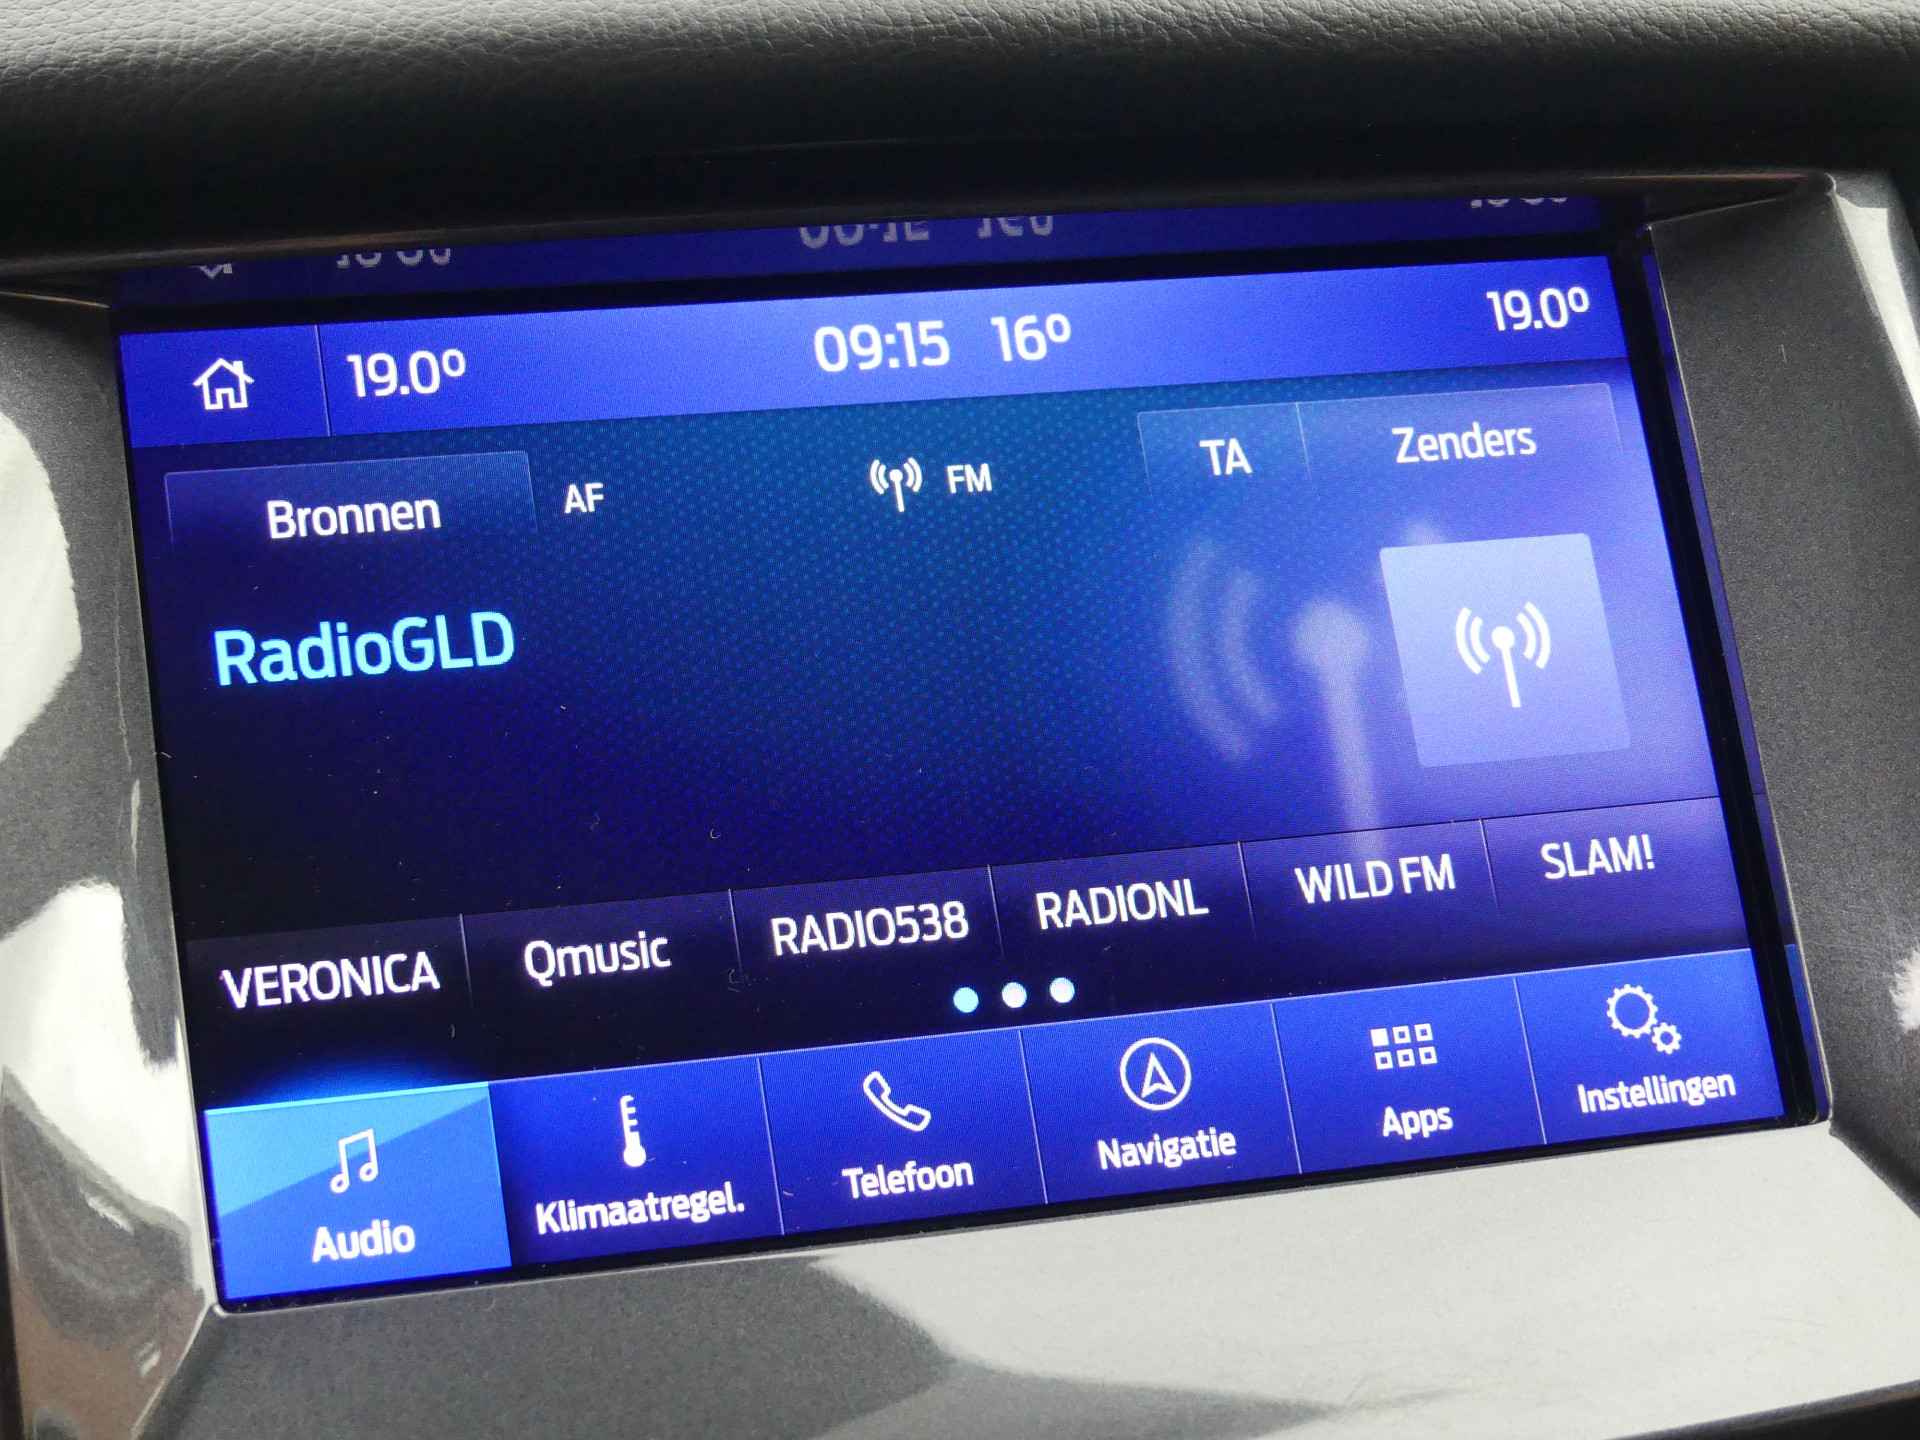 19.0° 09:15 16° 19.0°
Bronnen AF FM TA Zenders
RadioGLD
VERONICA Qmusic RADIO538 RADIONL WILD FM SLAM!
Audio Klimaatregel. Telefoon Navigatie Apps Instellingen